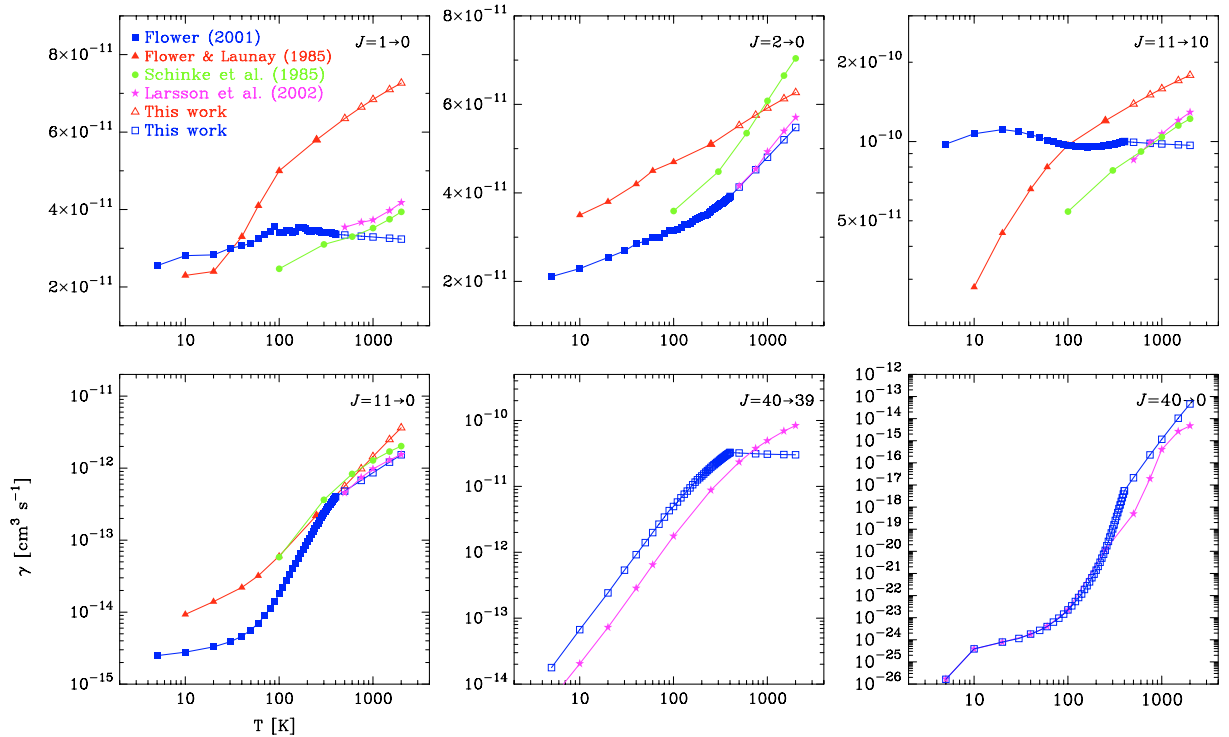 8×10⁻¹¹
6×10⁻¹¹
4×10⁻¹¹
2×10⁻¹¹
10 100 1000
Flower (2001)
Flower & Launay (1985)
Schinke et al. (1985)
Larsson et al. (2002)
This work
This work
J=1→0
8×10⁻¹¹
6×10⁻¹¹
4×10⁻¹¹
2×10⁻¹¹
10 100 1000
J=2→0
2×10⁻¹⁰
10⁻¹⁰
5×10⁻¹¹
10 100 1000
J=11→10
10⁻¹¹
10⁻¹²
10⁻¹³
10⁻¹⁴
10⁻¹⁵
10 100 1000
J=11→0
γ [cm³ s⁻¹]
T [K]
10⁻¹⁰
10⁻¹¹
10⁻¹²
10⁻¹³
10⁻¹⁴
10 100 1000
J=40→39
10⁻¹²
10⁻¹³
10⁻¹⁴
10⁻¹⁵
10⁻¹⁶
10⁻¹⁷
10⁻¹⁸
10⁻¹⁹
10⁻²⁰
10⁻²¹
10⁻²²
10⁻²³
10⁻²⁴
10⁻²⁵
10⁻²⁶
10 100 1000
J=40→0